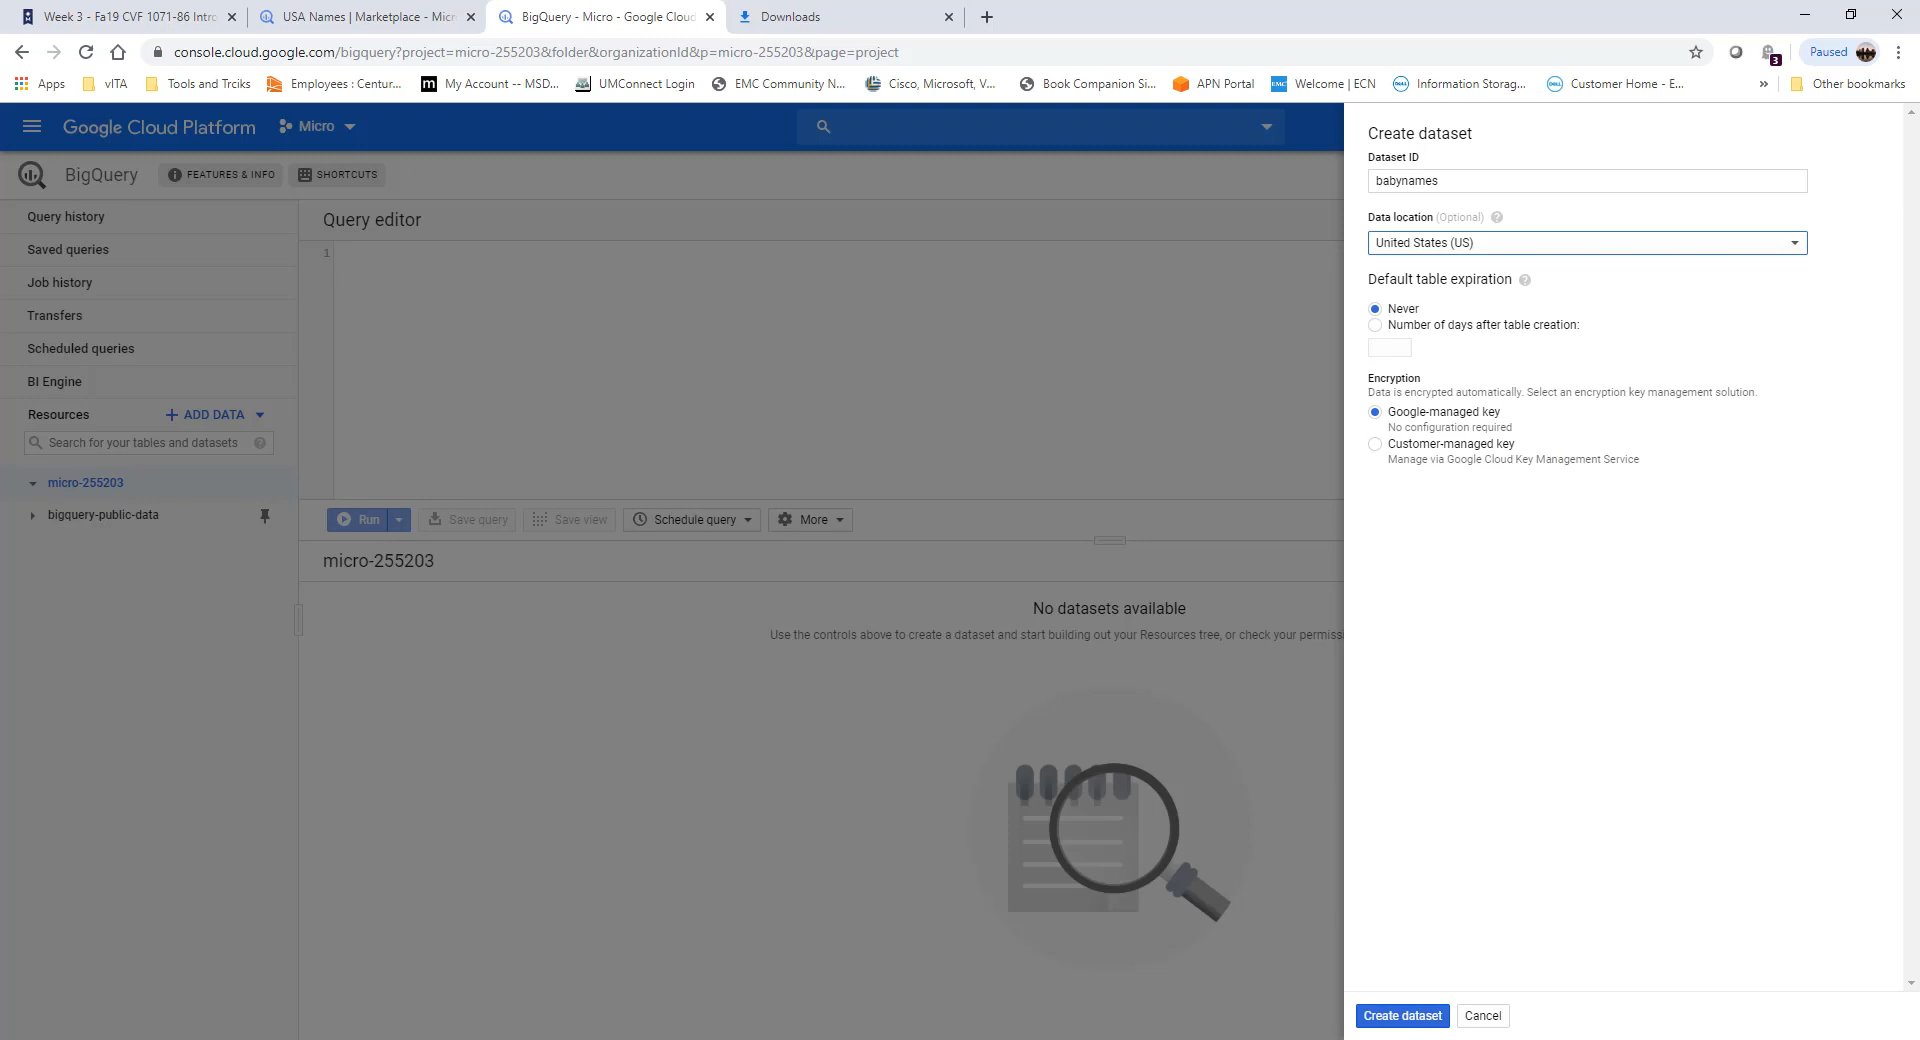 Week 3 - Fa19 CVF 1071-86 Intro
USA Names | Marketplace - Micr
BigQuery - Micro - Google Cloud
Downloads
console.cloud.google.com/bigquery?project=micro-255203&folder&organizationId&p=micro-255203&page=project
3
Paused
Apps
vITA
Tools and Trciks
Employees : Centur...
m
My Account -- MSD...
UMConnect Login
EMC Community N...
Cisco, Microsoft, V...
Book Companion Si...
APN Portal
EMC
Welcome | ECN
DELL
Information Storag...
DELL
Customer Home - E...
»
Other bookmarks
Google Cloud Platform
Micro
BigQuery
FEATURES & INFO
SHORTCUTS
Query history
Saved queries
Job history
Transfers
Scheduled queries
BI Engine
Resources
+ ADD DATA
Search for your tables and datasets
micro-255203
bigquery-public-data
Query editor
1
Run
Save query
Save view
Schedule query
More
micro-255203
No datasets available
Use the controls above to create a dataset and start building out your Resources tree, or check your permissi
Create dataset
Dataset ID
babynames
Data location (Optional) ?
United States (US)
Default table expiration ?
Never
Number of days after table creation:
Encryption
Data is encrypted automatically. Select an encryption key management solution.
Google-managed key
No configuration required
Customer-managed key
Manage via Google Cloud Key Management Service
Create dataset
Cancel